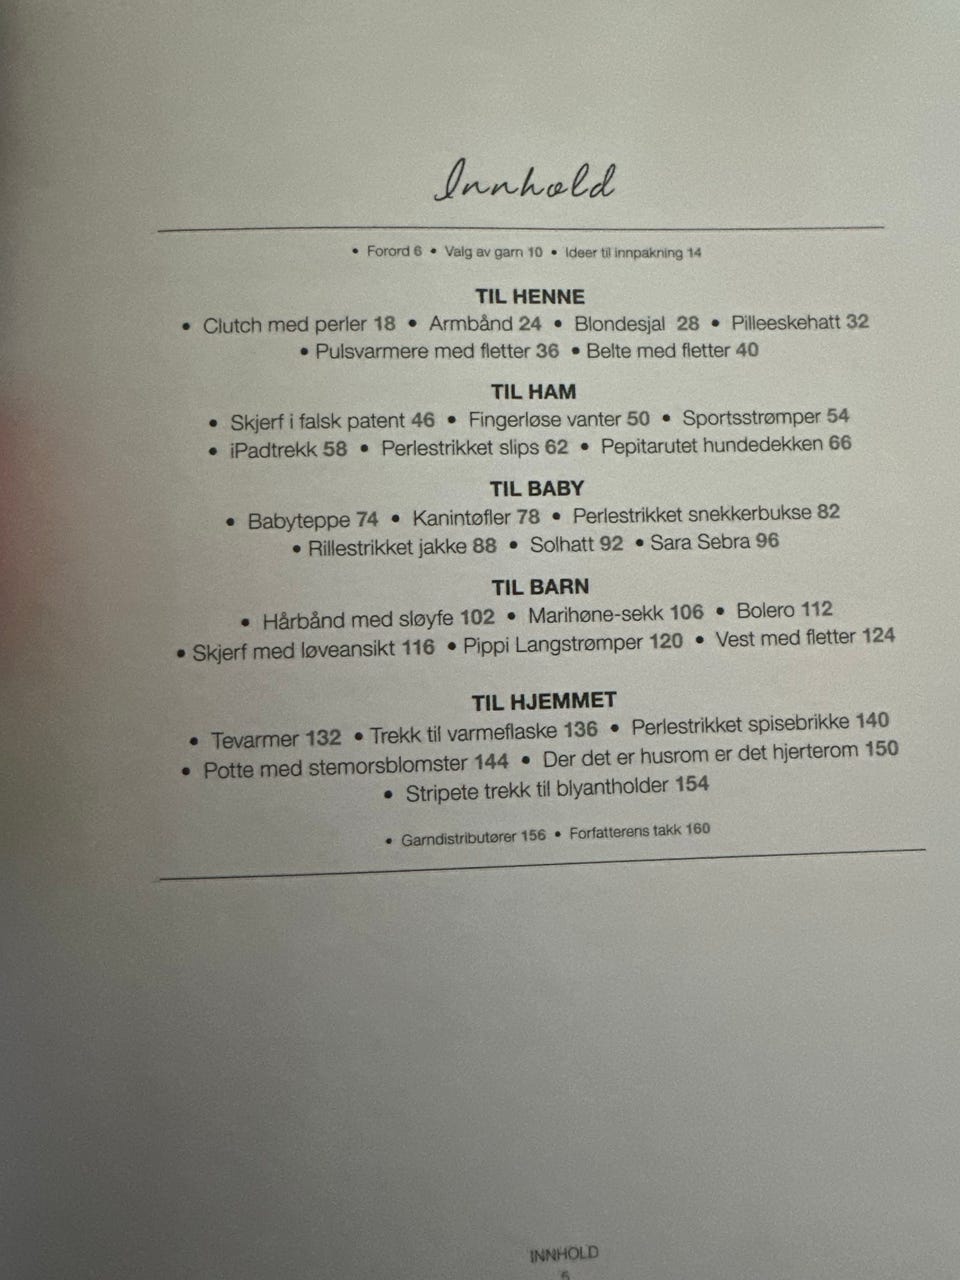 Innhold
• Forord 6 • Valg av garn 10 • Ideer til innpakning 14
TIL HENNE
• Clutch med perler 18 • Armbånd 24 • Blondesjal 28 • Pilleeskehatt 32
• Pulsvarmere med fletter 36 • Belte med fletter 40
TIL HAM
• Skjerf i falsk patent 46 • Fingerløse vanter 50 • Sportsstrømper 54
• iPadtrekk 58 • Perlestrikket slips 62 • Pepitarutet hundedekken 66
TIL BABY
• Babyteppe 74 • Kanintøfler 78 • Perlestrikket snekkerbukse 82
• Rillestrikket jakke 88 • Solhatt 92 • Sara Sebra 96
TIL BARN
• Hårbånd med sløyfe 102 • Marihøne-sekk 106 • Bolero 112
• Skjerf med løveansikt 116 • Pippi Langstrømper 120 • Vest med fletter 124
TIL HJEMMET
• Tevarmer 132 • Trekk til varmeflaske 136 • Perlestrikket spisebrikke 140
• Potte med stemorsblomster 144 • Der det er husrom er det hjerterom 150
• Stripete trekk til blyantholder 154
• Garndistributører 156 • Forfatterens takk 160
INNHOLD
5